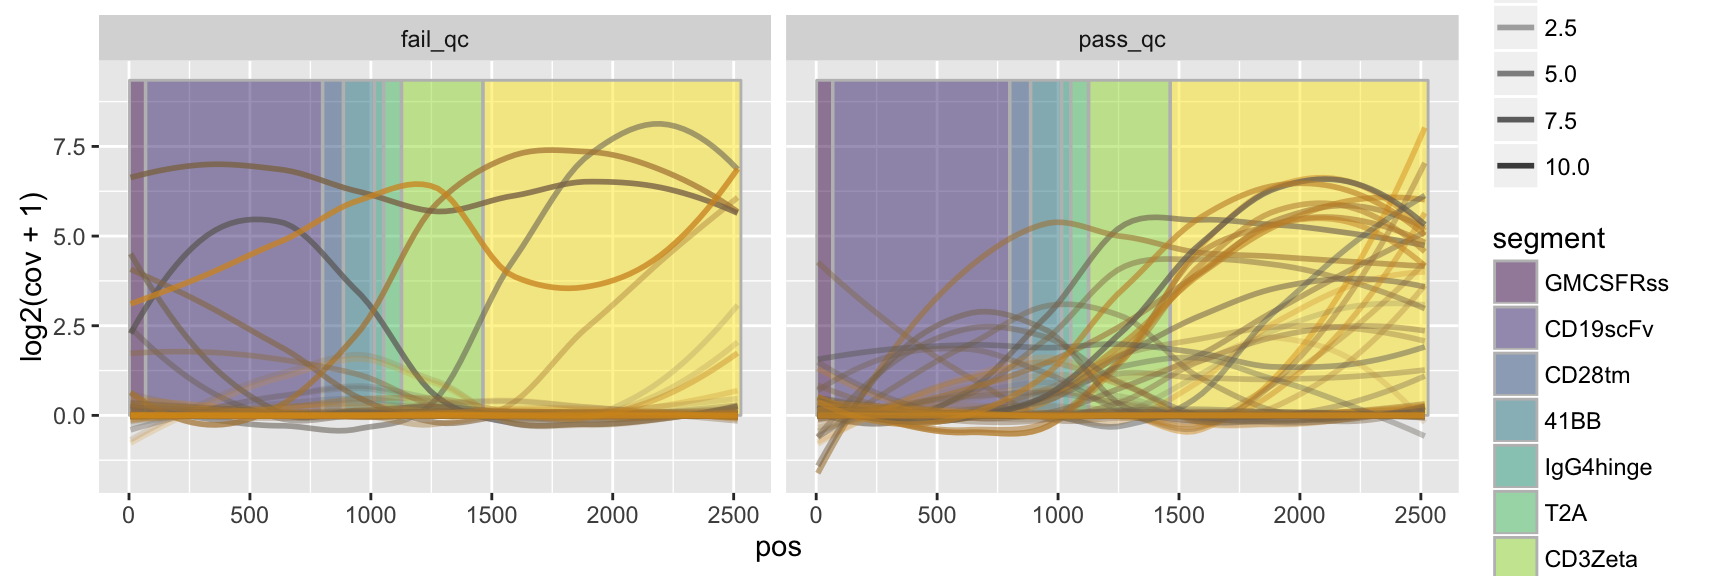 fail_qc
pass_qc
log2(cov + 1)
7.5
5.0
2.5
0.0
0 500 1000 1500 2000 2500
0 500 1000 1500 2000 2500
pos
2.5
5.0
7.5
10.0
segment
GMCSFRss
CD19scFv
CD28tm
41BB
IgG4hinge
T2A
CD3Zeta